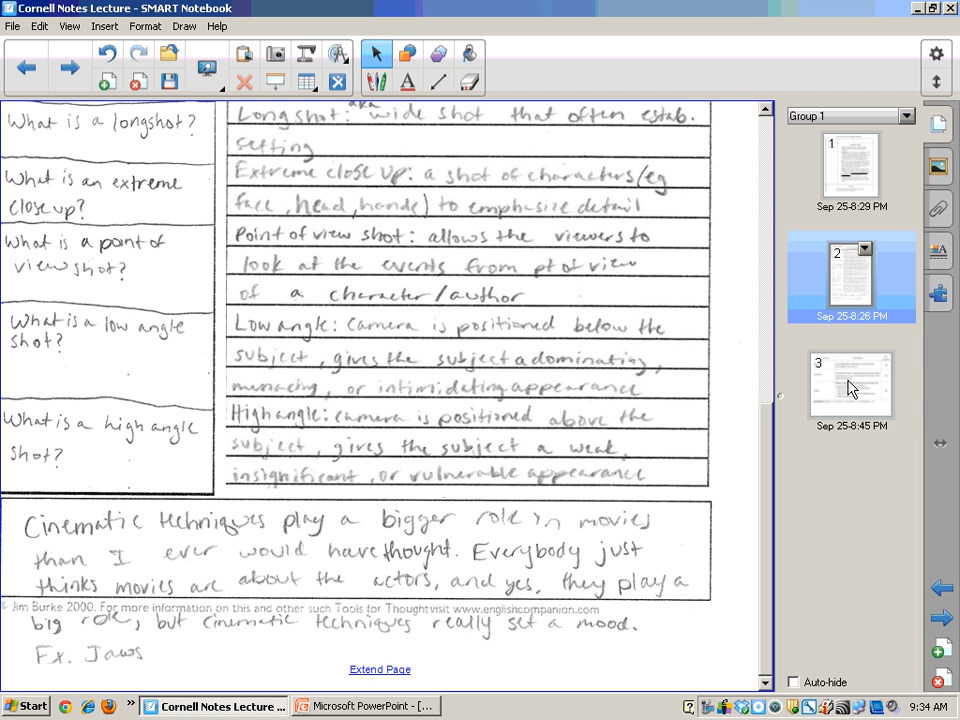 Cornell Notes Lecture - SMART Notebook
File Edit View Insert Format Draw Help
What is a longshot?
Longshot: aka wide shot that often estab.
setting
What is an extreme
close up?
Extreme close up: a shot of characters (eg
face, head, hands) to emphasize detail
What is a point of
view shot?
Point of view shot: allows the viewers to
look at the events from pt of view
of a character/author
What is a low angle
shot?
Low angle: Camera is positioned below the
subject, gives the subject a dominating,
menacing, or intimidating appearance
What is a high angle
shot?
High angle: camera is positioned above the
subject, gives the subject a weak,
insignificant, or vulnerable appearance
Cinematic techniques play a bigger role in movies
than I ever would have thought. Everybody just
thinks movies are about the actors, and yes, they play a
Jim Burke 2000. For more information on this and other such Tools for Thought visit www.englishcompanion.com
big role, but cinematic techniques really set a mood.
Ex. Jaws
Extend Page
Group 1
1
Sep 25-8:29 PM
2
Sep 25-8:26 PM
3
Sep 25-8:45 PM
Auto-hide
Start
Cornell Notes Lecture ...
Microsoft PowerPoint - [...
9:34 AM